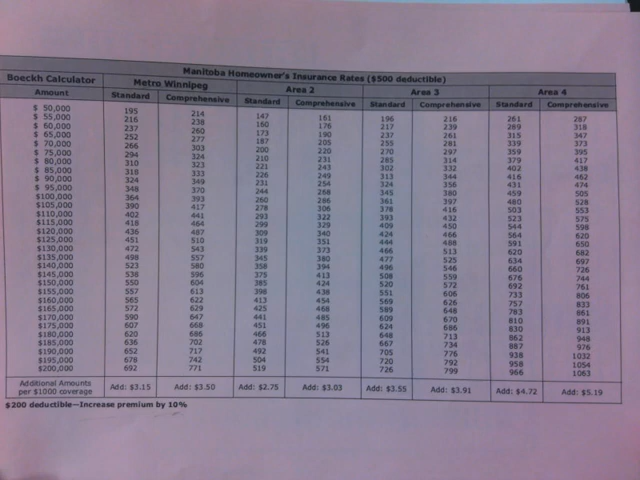 Manitoba Homeowner's Insurance Rates ($500 deductible)
Boeckh Calculator Metro Winnipeg Area 2 Area 3 Area 4
Amount Standard Comprehensive Standard Comprehensive Standard Comprehensive Standard Comprehensive
$ 50,000 195 214 147 161 196 216 261 287
$ 55,000 216 238 160 176 217 239 289 318
$ 60,000 237 260 173 190 237 261 315 347
$ 65,000 252 277 187 205 255 281 339 373
$ 70,000 266 303 200 220 270 297 359 395
$ 75,000 294 324 210 231 285 314 379 417
$ 80,000 310 323 221 243 302 332 402 438
$ 85,000 318 333 226 249 313 344 416 462
$ 90,000 324 349 231 254 324 356 431 474
$ 95,000 348 370 244 268 345 380 459 505
$100,000 364 393 260 286 361 397 480 528
$105,000 390 417 278 306 378 416 503 553
$110,000 402 441 293 322 393 432 523 575
$115,000 418 464 299 329 409 450 544 598
$120,000 436 487 309 340 424 466 564 620
$125,000 451 510 319 351 444 488 591 650
$130,000 472 543 339 373 466 513 620 682
$135,000 498 557 345 380 477 525 634 697
$140,000 523 580 358 394 496 546 660 726
$145,000 538 596 375 413 508 559 676 744
$150,000 550 604 385 424 520 572 692 761
$155,000 557 613 398 438 551 606 733 806
$160,000 565 622 413 454 569 626 757 833
$165,000 572 629 425 468 589 648 783 861
$170,000 590 647 441 485 609 670 810 891
$175,000 607 668 451 496 624 686 830 913
$180,000 620 686 466 513 648 713 862 948
$185,000 636 702 478 526 667 734 887 976
$190,000 652 717 492 541 705 776 938 1032
$195,000 678 742 504 554 720 792 958 1054
$200,000 692 771 519 571 726 799 966 1063
Additional Amounts
per $1000 coverage Add: $3.15 Add: $3.50 Add: $2.75 Add: $3.03 Add: $3.55 Add: $3.91 Add: $4.72 Add: $5.19
$200 deductible—Increase premium by 10%